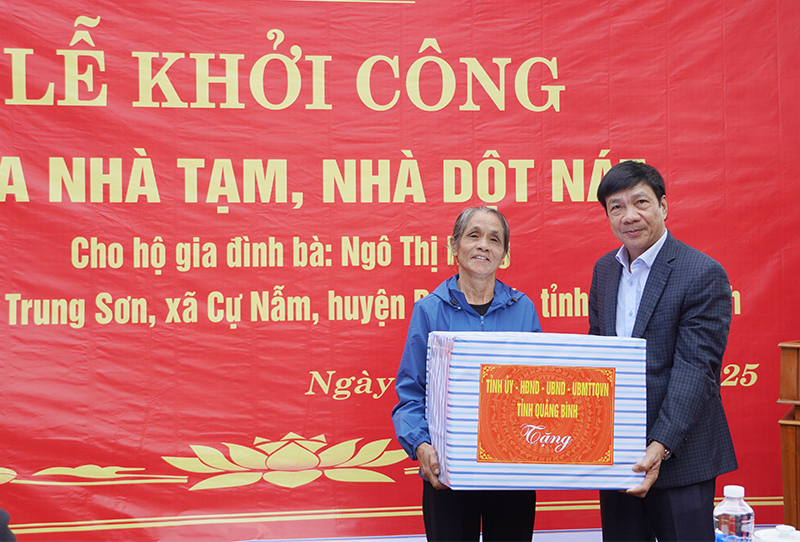 LỄ KHỞI CÔNG
NHÀ TẠM, NHÀ DỘT
Cho hộ gia đình bà: Ngô Thị
Trung Sơn, xã Cự Nẫm, huyện tỉnh
Ngày 25
TỈNH ỦY - HĐND - UBND - UBMTTQVN
TỈNH QUẢNG BÌNH
Tặng